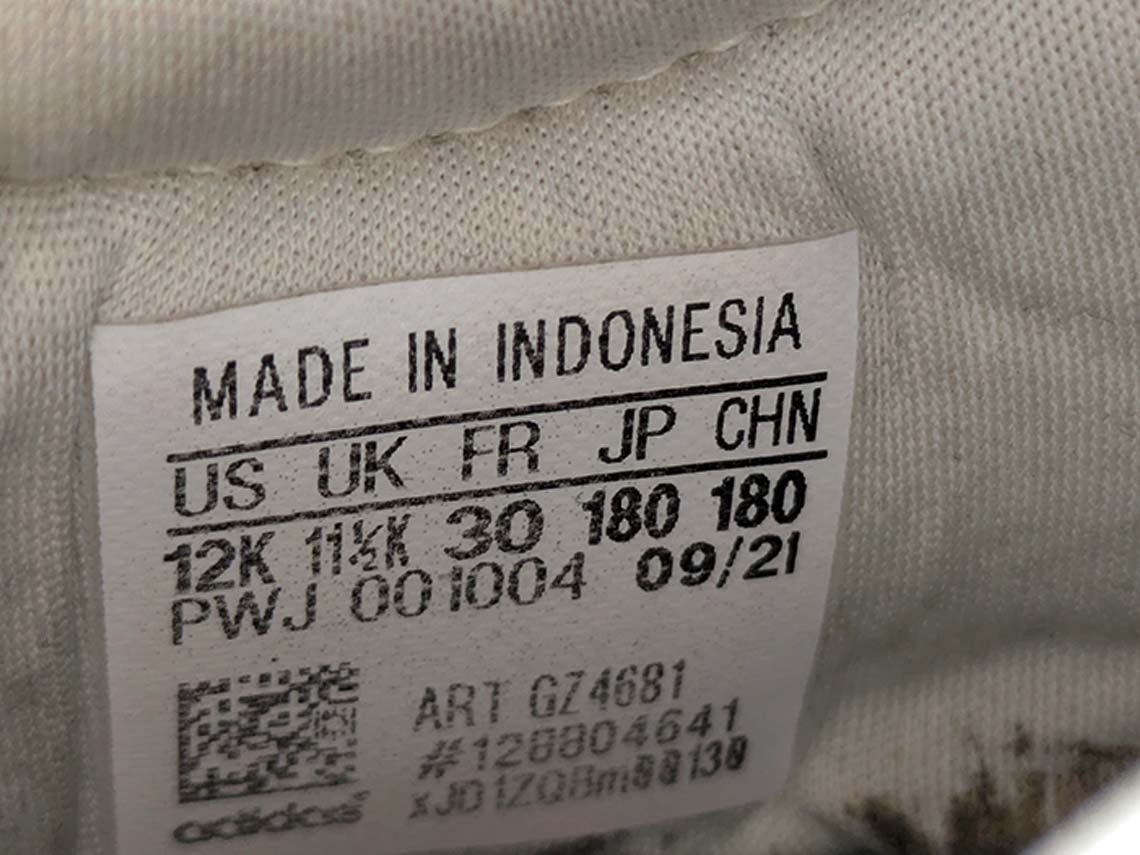 MADE IN INDONESIA
US UK FR JP CHN
12K 11½K 30 180 180
PWJ 001004 09/21
ART GZ4681
#128804641
adidas